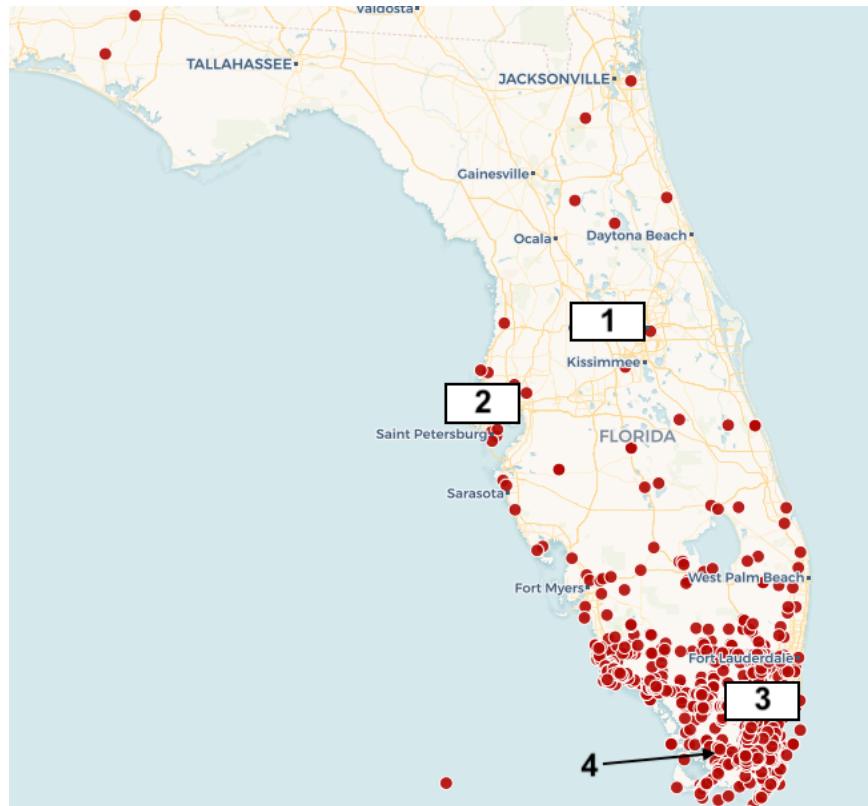 Valdosta
TALLAHASSEE
JACKSONVILLE
Gainesville
Ocala
Daytona Beach
1
Kissimmee
2
Saint Petersburg
FLORIDA
Sarasota
West Palm Beach
Fort Myers
Fort Lauderdale
3
4